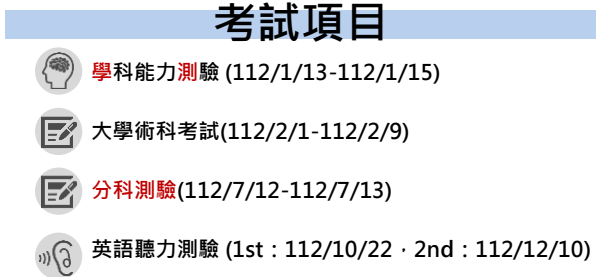 考試項目
學科能力測驗 (112/1/13-112/1/15)
大學術科考試(112/2/1-112/2/9)
分科測驗(112/7/12-112/7/13)
英語聽力測驗 (1st：112/10/22，2nd：112/12/10)